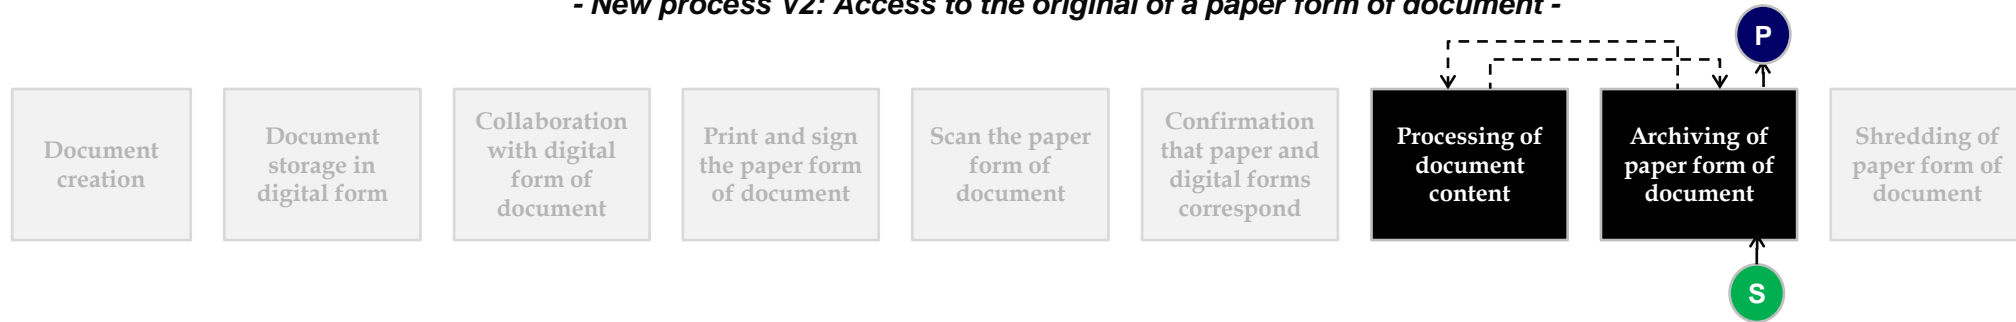 - New process V2: Access to the original of a paper form of document -
P
Document
creation
Document
storage in
digital form
Collaboration
with digital
form of
document
Print and sign
the paper form
of document
Scan the paper
form of
document
Confirmation
that paper and
digital forms
correspond
Processing of
document
content
Archiving of
paper form of
document
Shredding of
paper form of
document
S